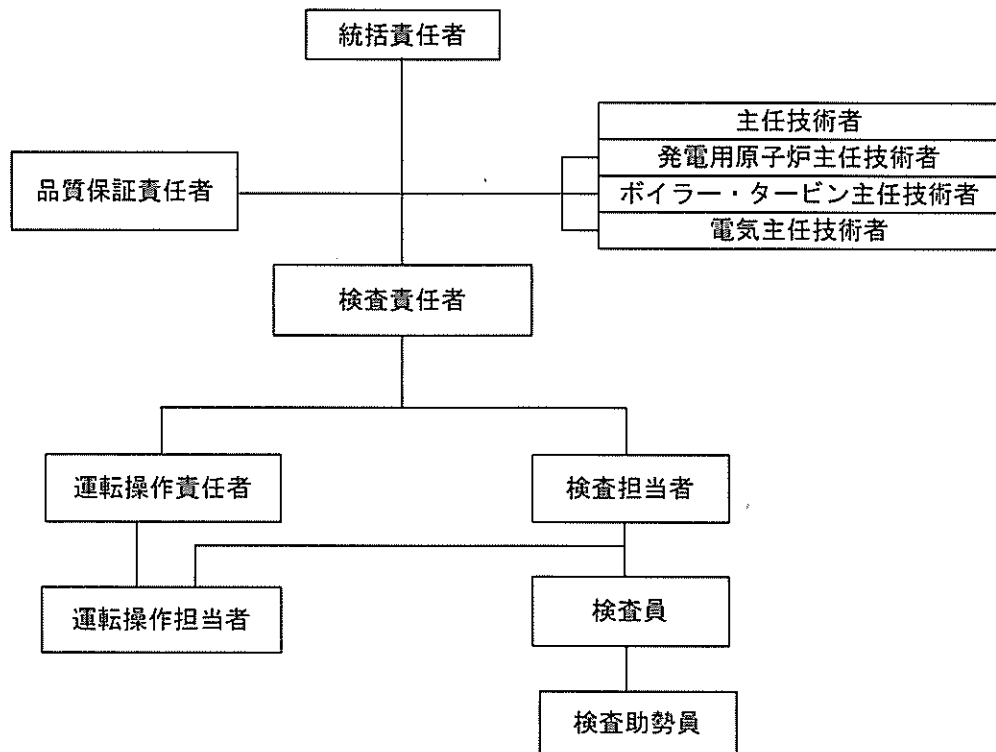 統括責任者
主任技術者
発電用原子炉主任技術者
品質保証責任者
ボイラー・タービン主任技術者
電気主任技術者
検査責任者
運転操作責任者
検査担当者
運転操作担当者
検査員
検査助勢員